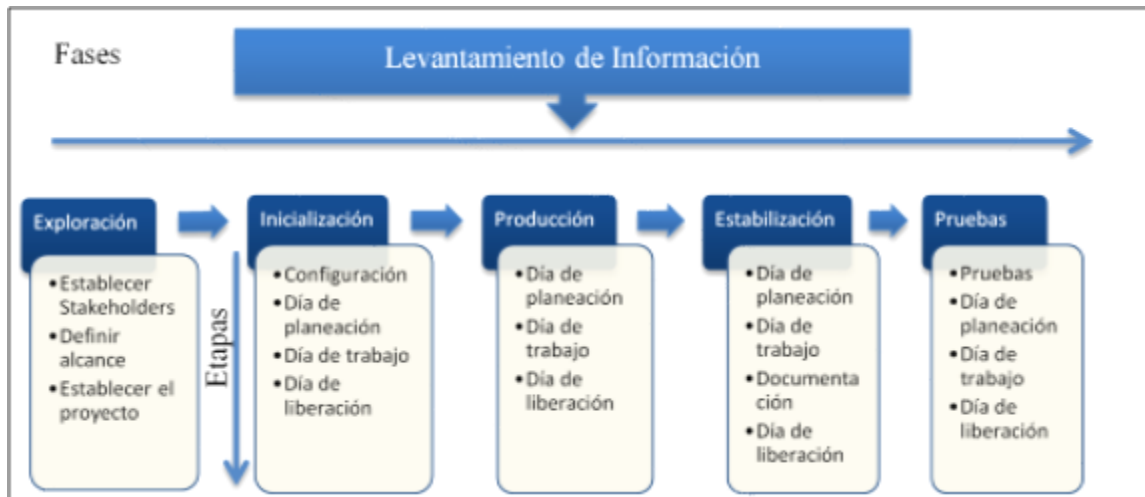 Fases
Levantamiento de Información
Exploración
•Establecer
Stakeholders
•Definir
alcance
•Establecer el
proyecto
Etapas
Inicialización
•Configuración
•Día de
planeación
•Día de trabajo
•Día de
liberación
Producción
•Día de
planeación
•Día de
trabajo
•Día de
liberación
Estabilización
•Día de
planeación
•Día de
trabajo
•Documenta
ción
•Día de
liberación
Pruebas
•Pruebas
•Día de
planeación
•Día de
trabajo
•Día de
liberación